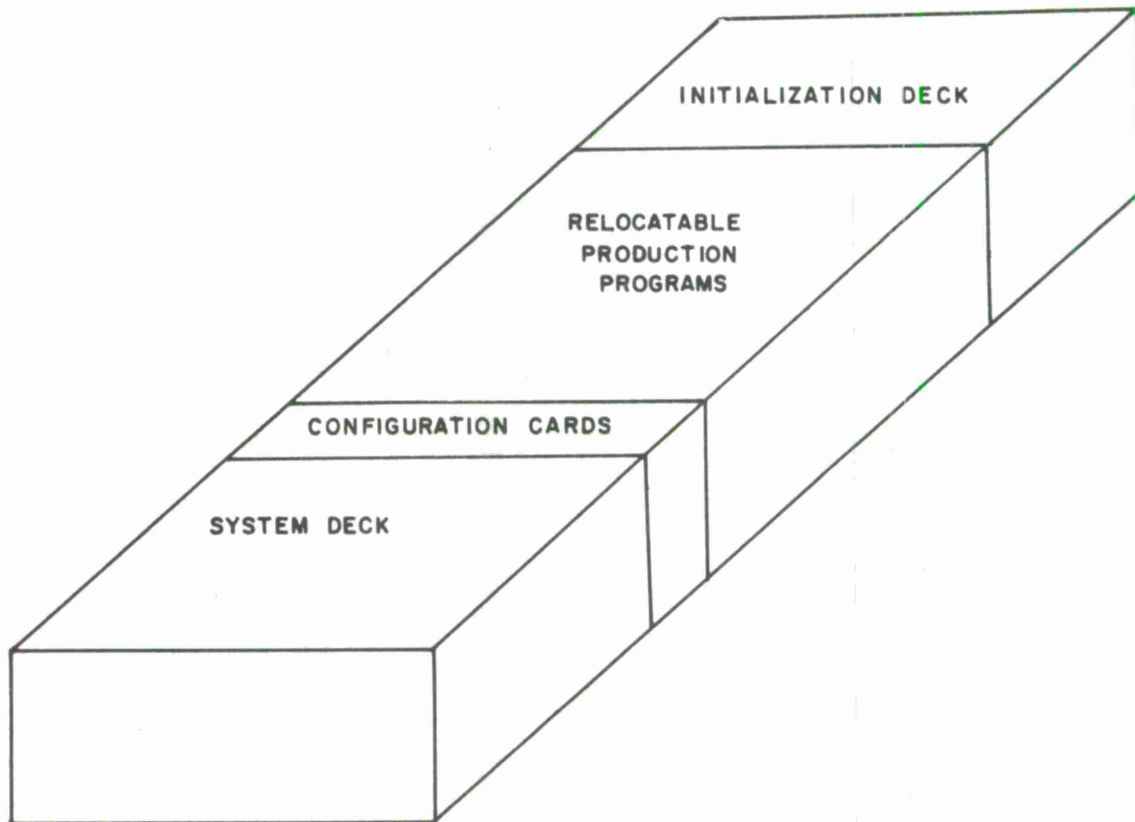 INITIALIZATION DECK
RELOCATABLE
PRODUCTION
PROGRAMS
CONFIGURATION CARDS
SYSTEM DECK